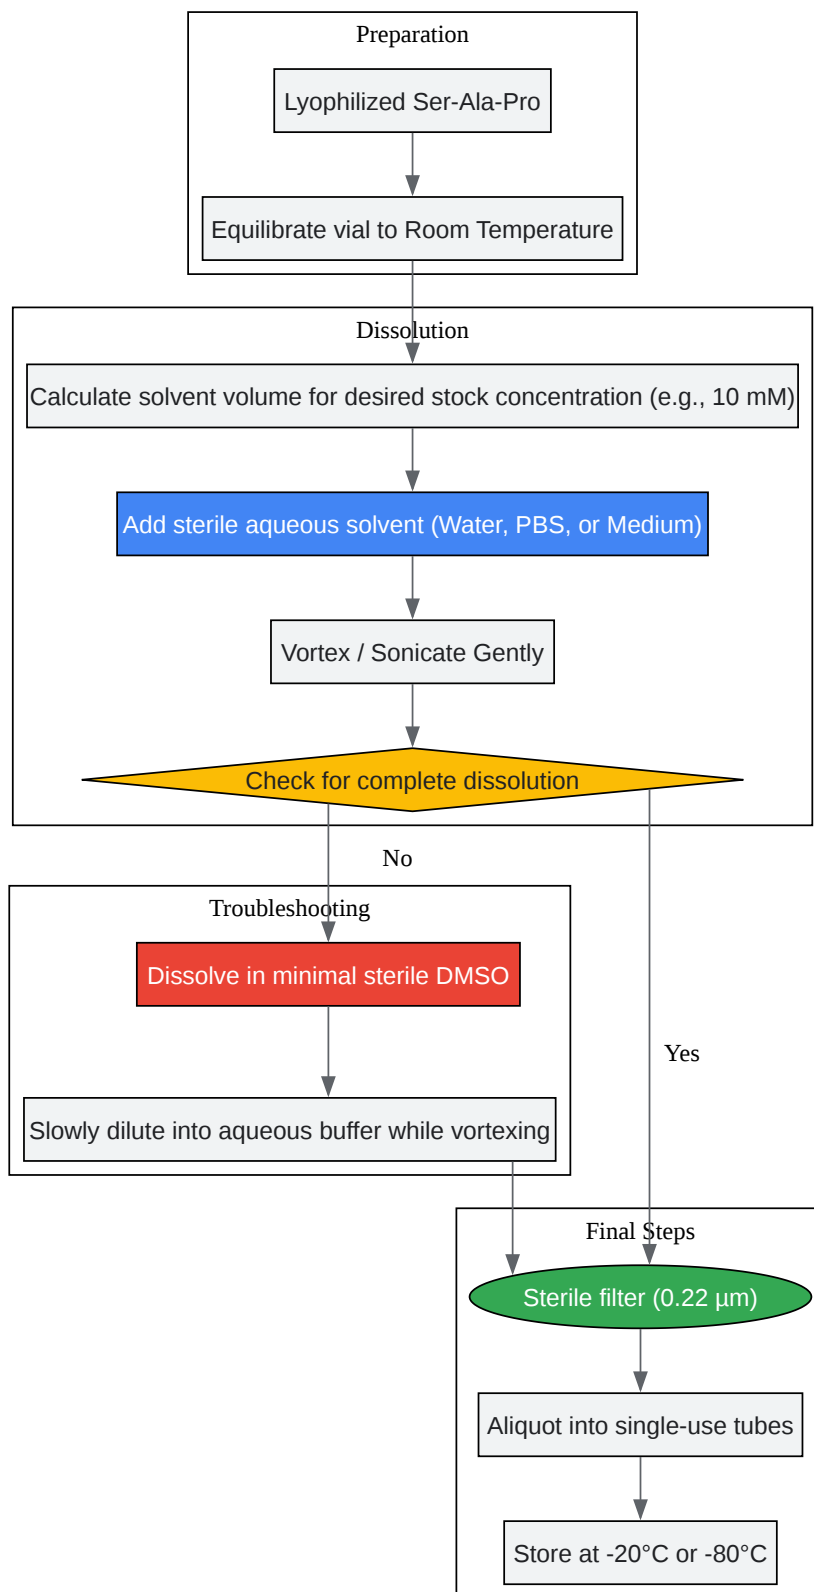 Preparation
Lyophilized Ser-Ala-Pro
Equilibrate vial to Room Temperature
Dissolution
Calculate solvent volume for desired stock concentration (e.g., 10 mM)
Add sterile aqueous solvent (Water, PBS, or Medium)
Vortex / Sonicate Gently
Check for complete dissolution
No
Troubleshooting
Dissolve in minimal sterile DMSO
Yes
Slowly dilute into aqueous buffer while vortexing
Final Steps
Sterile filter (0.22 µm)
Aliquot into single-use tubes
Store at -20°C or -80°C